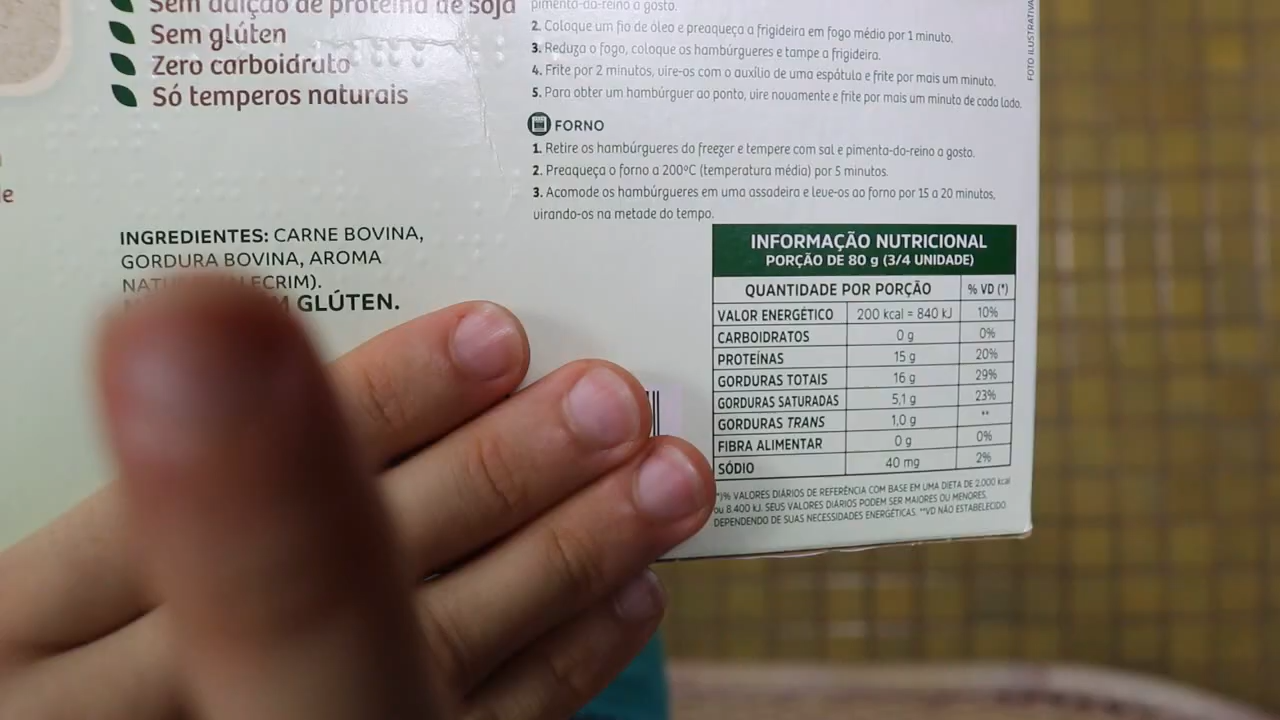 Sem adição de proteína de soja
Sem glúten
Zero carboidrato
Só temperos naturais
INGREDIENTES: CARNE BOVINA,
GORDURA BOVINA, AROMA
GLÚTEN.
pimenta-do-reino a gosto.
2. Coloque um fio de óleo e preaqueça a frigideira em fogo médio por 1 minuto.
3. Reduza o fogo, coloque os hambúrgueres e tampe a frigideira.
4. Frite por 2 minutos, vire-os com o auxílio de uma espátula e frite por mais um minuto.
5. Para obter um hambúrguer ao ponto, vire novamente e frite por mais um minuto de cada lado.
FORNO
1. Retire os hambúrgueres do freezer e tempere com sal e pimenta-do-reino a gosto.
2. Preaqueça o forno a 200ºC (temperatura média) por 5 minutos.
3. Acomode os hambúrgueres em uma assadeira e leve-os ao forno por 15 a 20 minutos,
virando-os na metade do tempo.
FOTO ILUSTRATIVA
INFORMAÇÃO NUTRICIONAL
PORÇÃO DE 80 g (3/4 UNIDADE)
QUANTIDADE POR PORÇÃO % VD (*)
VALOR ENERGÉTICO 200 kcal = 840 kJ 10%
CARBOIDRATOS 0 g 0%
PROTEÍNAS 15 g 20%
GORDURAS TOTAIS 16 g 29%
GORDURAS SATURADAS 5,1 g 23%
GORDURAS TRANS 1,0 g **
FIBRA ALIMENTAR 0 g 0%
SÓDIO 40 mg 2%
*)% VALORES DIÁRIOS DE REFERÊNCIA COM BASE EM UMA DIETA DE 2.000 kcal
ou 8.400 kJ. SEUS VALORES DIÁRIOS PODEM SER MAIORES OU MENORES,
DEPENDENDO DE SUAS NECESSIDADES ENERGÉTICAS. **VD NÃO ESTABELECIDO